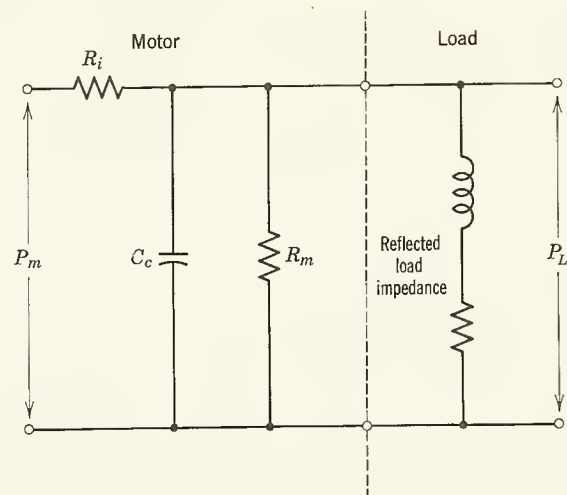 Motor
Load
R_i
P_m
C_c
R_m
Reflected
load
impedance
P_L